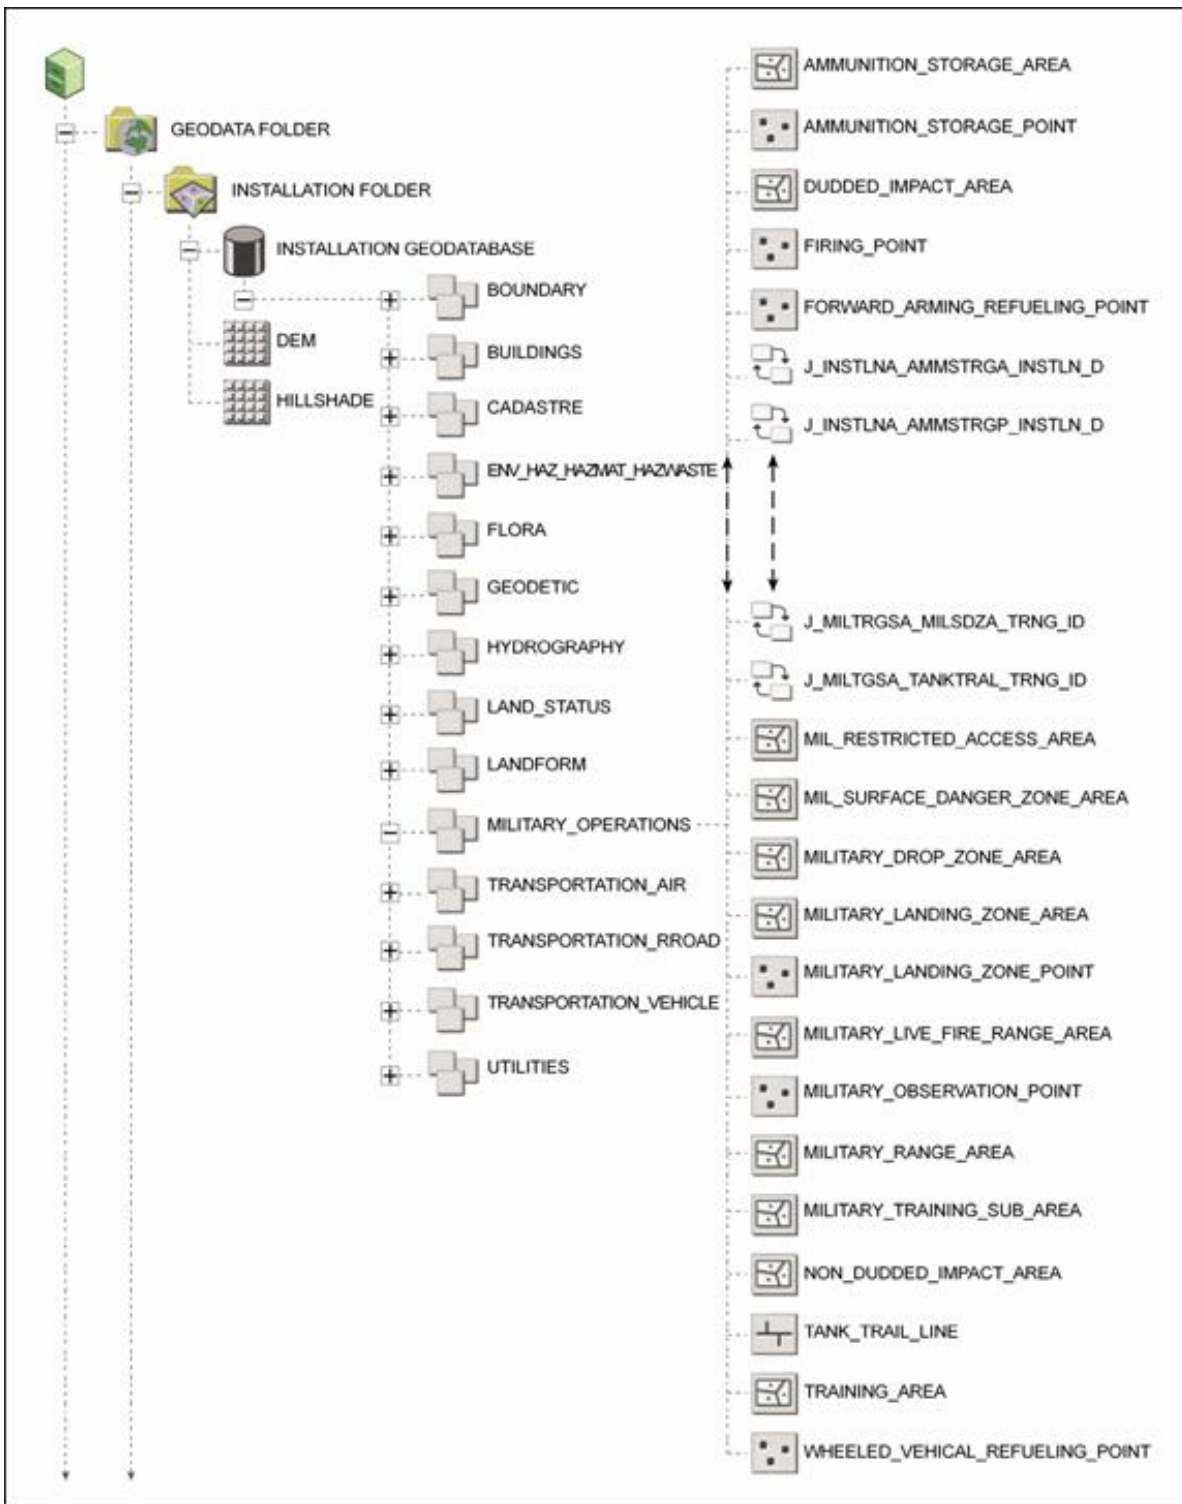 GEODATA FOLDER
INSTALLATION FOLDER
INSTALLATION GEODATABASE
DEM
HILLSHADE
BOUNDARY
BUILDINGS
CADASTRE
ENV_HAZ_HAZMAT_HAZWASTE
FLORA
GEODETIC
HYDROGRAPHY
LAND_STATUS
LANDFORM
MILITARY_OPERATIONS
TRANSPORTATION_AIR
TRANSPORTATION_RROAD
TRANSPORTATION_VEHICLE
UTILITIES
AMMUNITION_STORAGE_AREA
AMMUNITION_STORAGE_POINT
DUDDED_IMPACT_AREA
FIRING_POINT
FORWARD_ARMING_REFUELING_POINT
J_INSTLNA_AMMSTRGA_INSTLN_D
J_INSTLNA_AMMSTRGP_INSTLN_D
J_MILTRGSA_MILSDZA_TRNG_ID
J_MILTGSA_TANKTRAL_TRNG_ID
MIL_RESTRICTED_ACCESS_AREA
MIL_SURFACE_DANGER_ZONE_AREA
MILITARY_DROP_ZONE_AREA
MILITARY_LANDING_ZONE_AREA
MILITARY_LANDING_ZONE_POINT
MILITARY_LIVE_FIRE_RANGE_AREA
MILITARY_OBSERVATION_POINT
MILITARY_RANGE_AREA
MILITARY_TRAINING_SUB_AREA
NON_DUDDED_IMPACT_AREA
TANK_TRAIL_LINE
TRAINING_AREA
WHEELED_VEHICAL_REFUELING_POINT